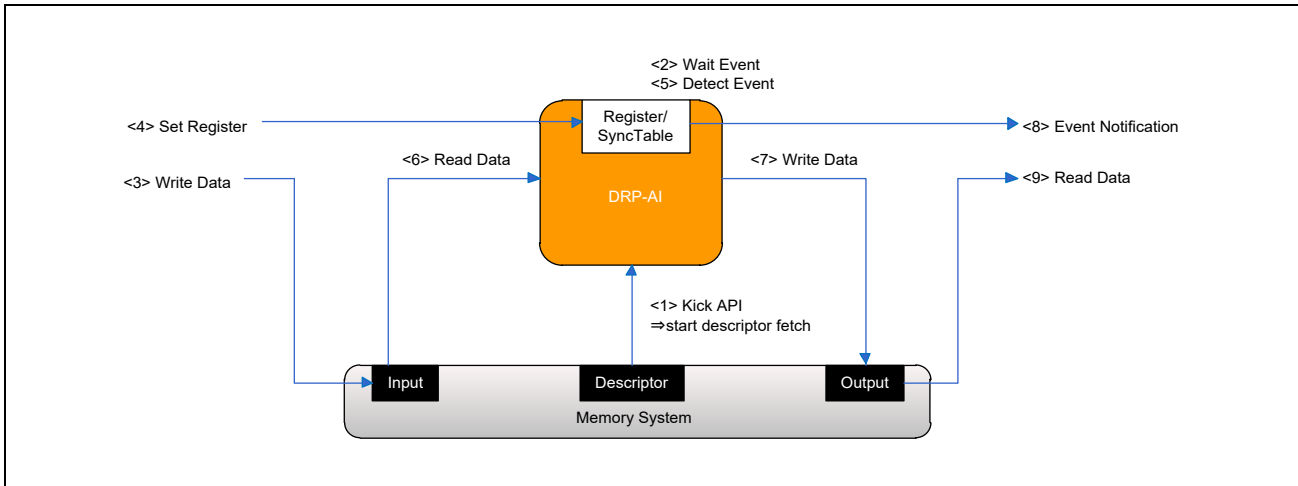 <2> Wait Event
<5> Detect Event
<4> Set Register
Register/
SyncTable
<8> Event Notification
<6> Read Data
<7> Write Data
<3> Write Data
<9> Read Data
DRP-AI
<1> Kick API
⇒start descriptor fetch
Input
Descriptor
Output
Memory System